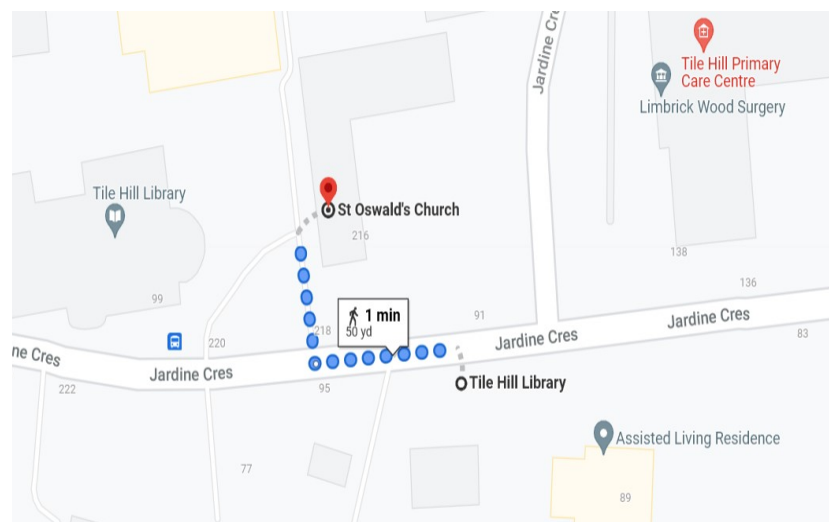 Jardine Cre
Tile Hill Primary
Care Centre
Limbrick Wood Surgery
Tile Hill Library
St Oswald's Church
216
138
136
99
1 min
50 yd
91
218
220
Jardine Cres
Jardine Cres
83
ne Cres
Jardine Cres
Tile Hill Library
222
95
Assisted Living Residence
77
89